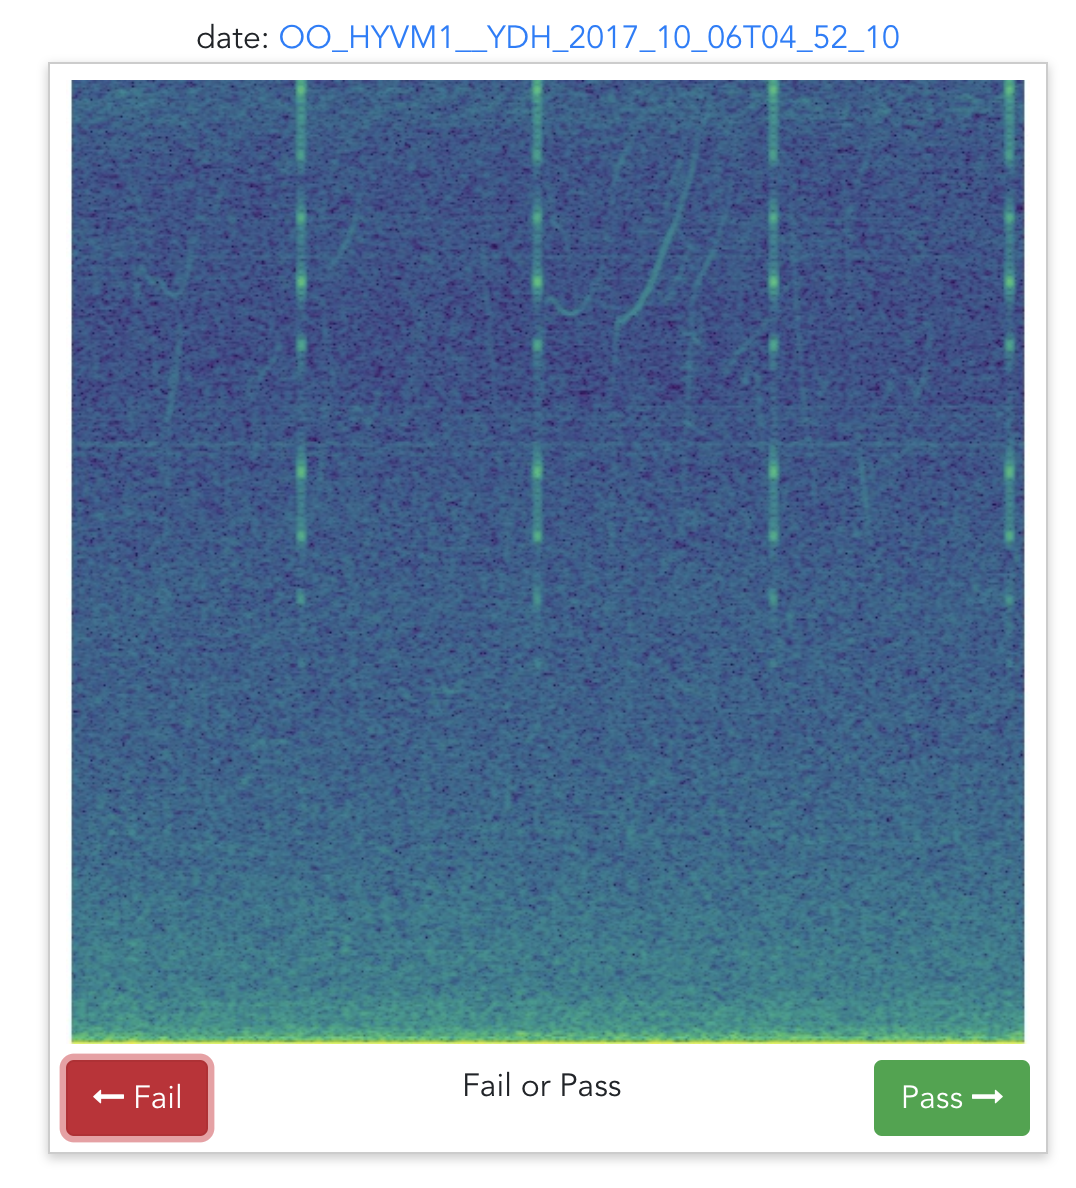 date: OO_HYVM1__YDH_2017_10_06T04_52_10
← Fail
Fail or Pass
Pass →